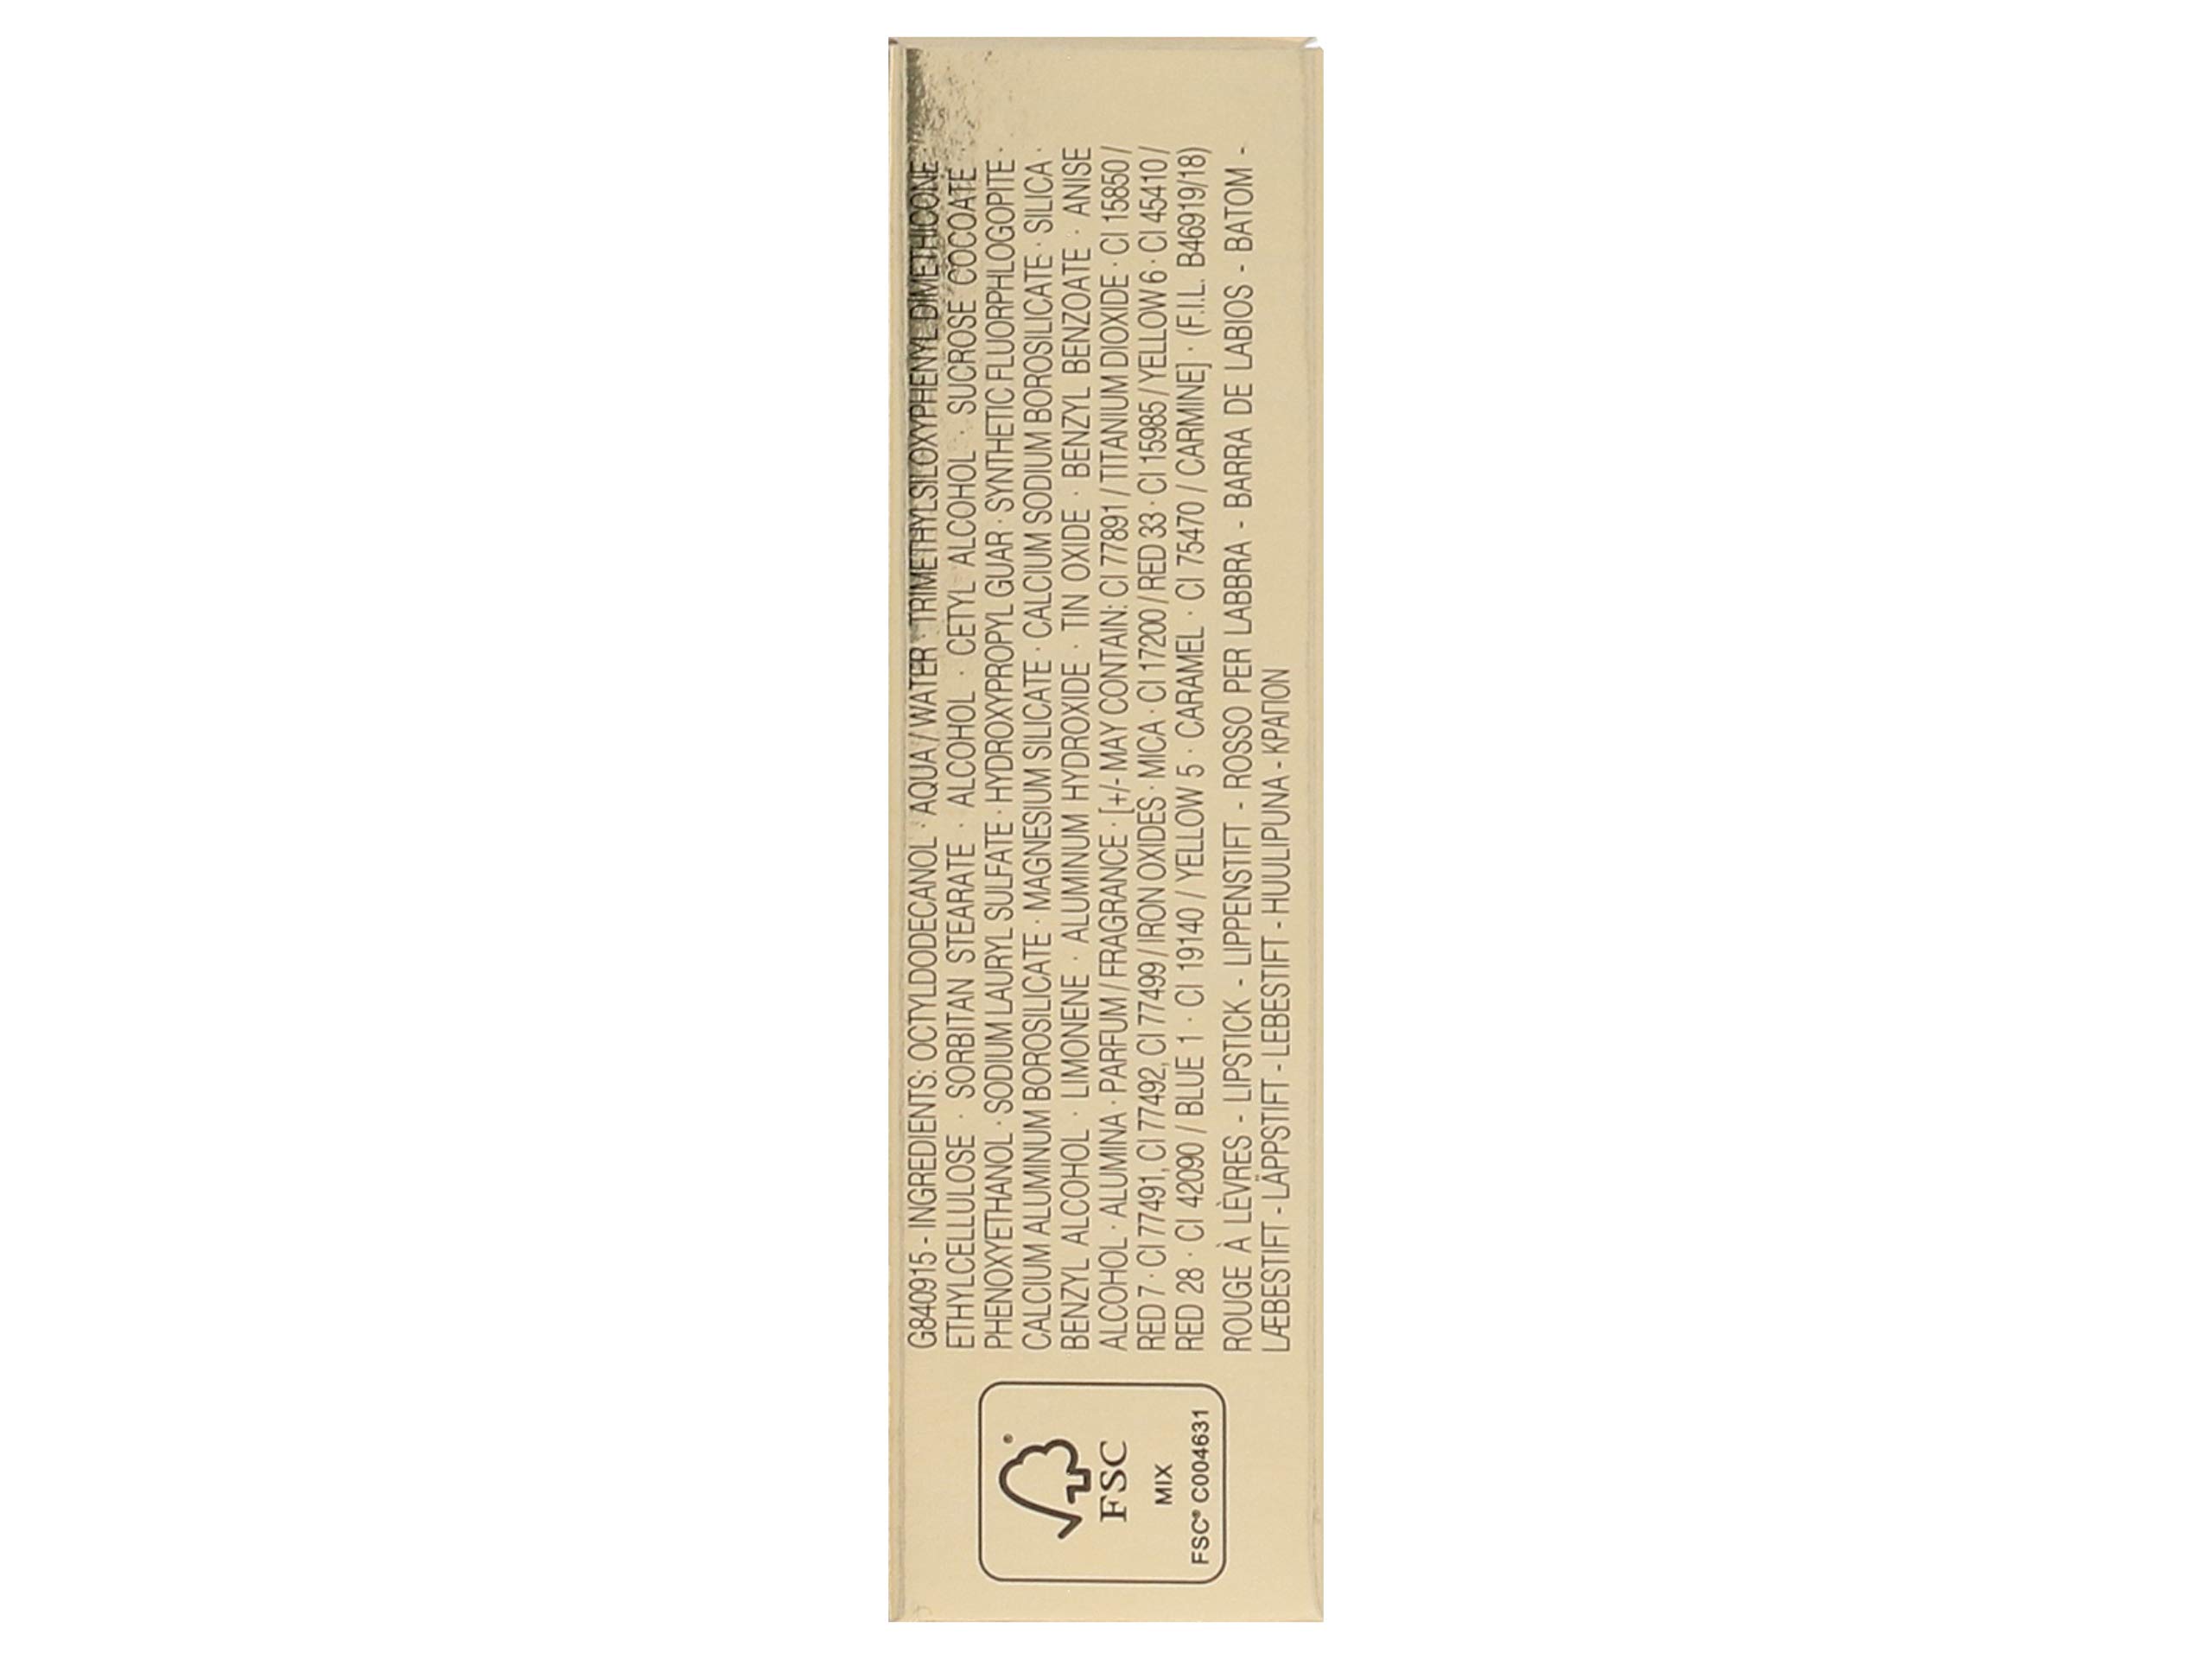 G840915 - INGREDIENTS: OCTYLDODECANOL · AQUA / WATER · TRIMETHYLSILOXYPHENYL DIMETHICONE ·
ETHYLCELLULOSE · SORBITAN STEARATE · ALCOHOL · CETYL ALCOHOL · SUCROSE COCOATE ·
PHENOXYETHANOL · SODIUM LAURYL SULFATE · HYDROXYPROPYL GUAR · SYNTHETIC FLUORPHLOGOPITE ·
CALCIUM ALUMINUM BOROSILICATE · MAGNESIUM SILICATE · CALCIUM SODIUM BOROSILICATE · SILICA ·
BENZYL ALCOHOL · LIMONENE · ALUMINUM HYDROXIDE · TIN OXIDE · BENZYL BENZOATE · ANISE
ALCOHOL · ALUMINA · PARFUM / FRAGRANCE · [+/- MAY CONTAIN: CI 77891 / TITANIUM DIOXIDE · CI 15850 /
RED 7 · CI 77491, CI 77492, CI 77499 / IRON OXIDES · MICA · CI 17200 / RED 33 · CI 15985 / YELLOW 6 · CI 45410 /
RED 28 · CI 42090 / BLUE 1 · CI 19140 / YELLOW 5 · CARAMEL · CI 75470 / CARMINE] · (F.I.L. B46919/18)
ROUGE À LÈVRES - LIPSTICK - LIPPENSTIFT - ROSSO PER LABBRA - BARRA DE LABIOS - BATOM -
LÆBESTIFT - LÄPPSTIFT - LEBESTIFT - HUULIPUNA - ΚΡΑΓΙΟΝ
®
FSC
MIX
FSC® C004631